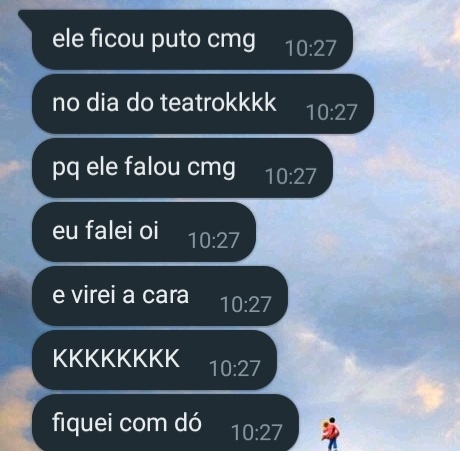 ele ficou puto cmg 10:27
no dia do teatrokkkk 10:27
pq ele falou cmg 10:27
eu falei oi 10:27
e virei a cara 10:27
KKKKKKKK 10:27
fiquei com dó 10:27